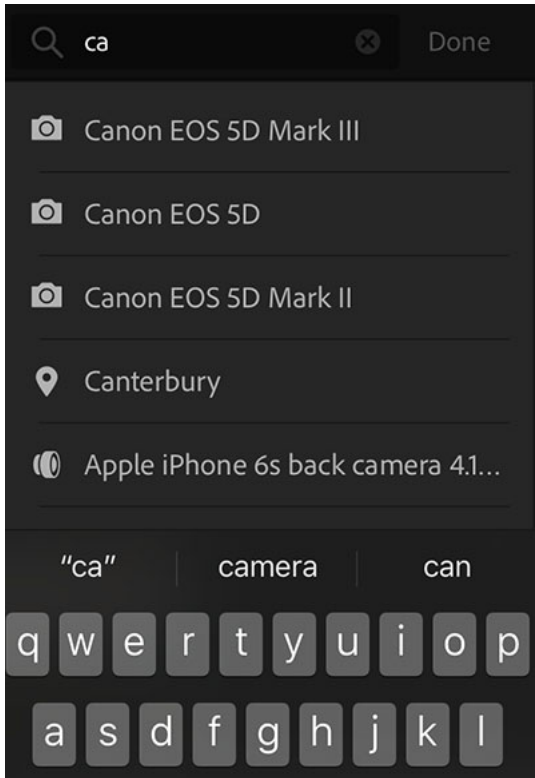 ca Done
Canon EOS 5D Mark III
Canon EOS 5D
Canon EOS 5D Mark II
Canterbury
Apple iPhone 6s back camera 4.1...
“ca” camera can
q w e r t y u i o p
a s d f g h j k l